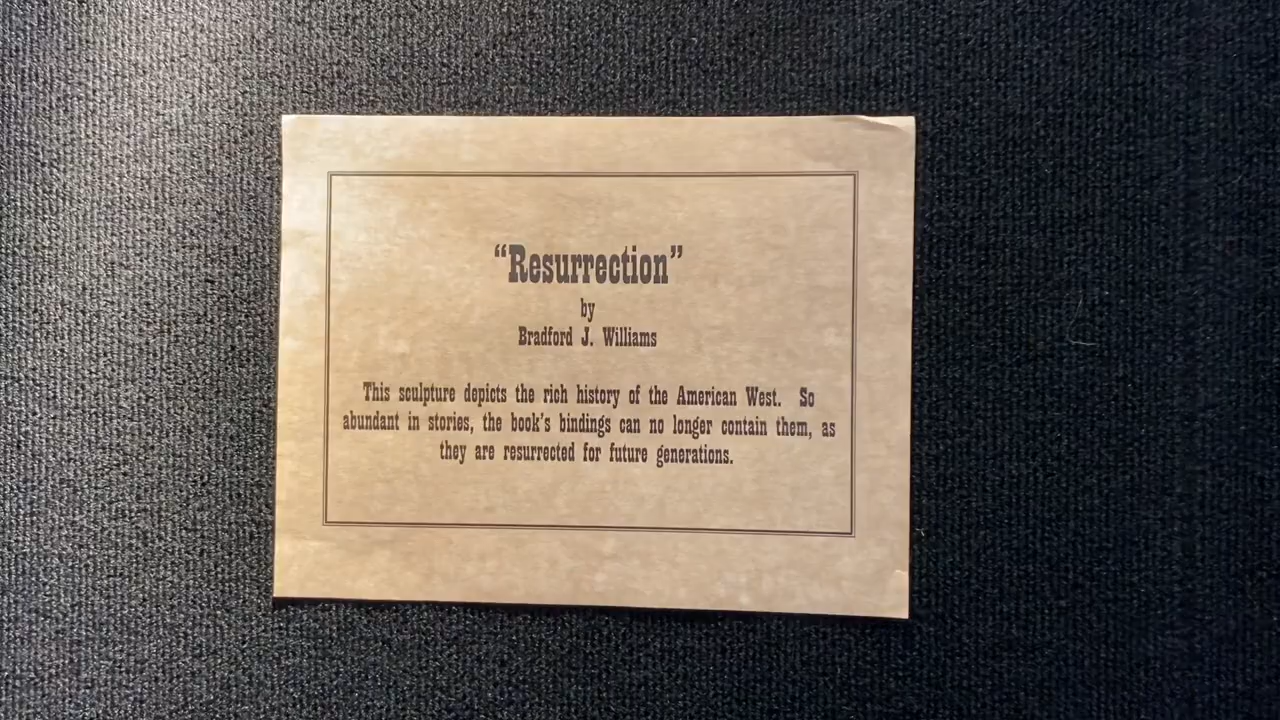 “Resurrection”
by
Bradford J. Williams
This sculpture depicts the rich history of the American West. So
abundant in stories, the book’s bindings can no longer contain them, as
they are resurrected for future generations.